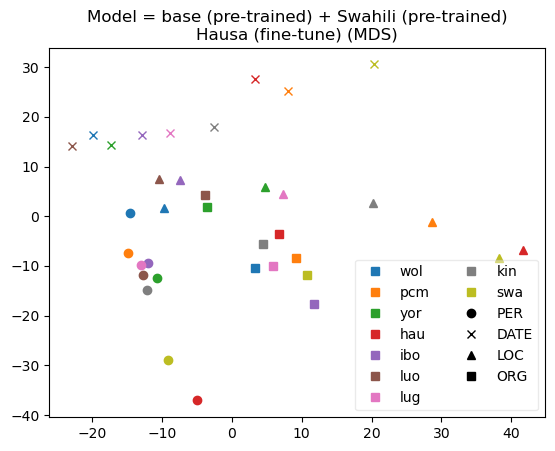 Model = base (pre-trained) + Swahili (pre-trained)
Hausa (fine-tune) (MDS)
30
20
10
0
−10
−20
−30
−40
wol
pcm
yor
hau
ibo
luo
lug
kin
swa
PER
DATE
LOC
ORG
−20 −10 0 10 20 30 40